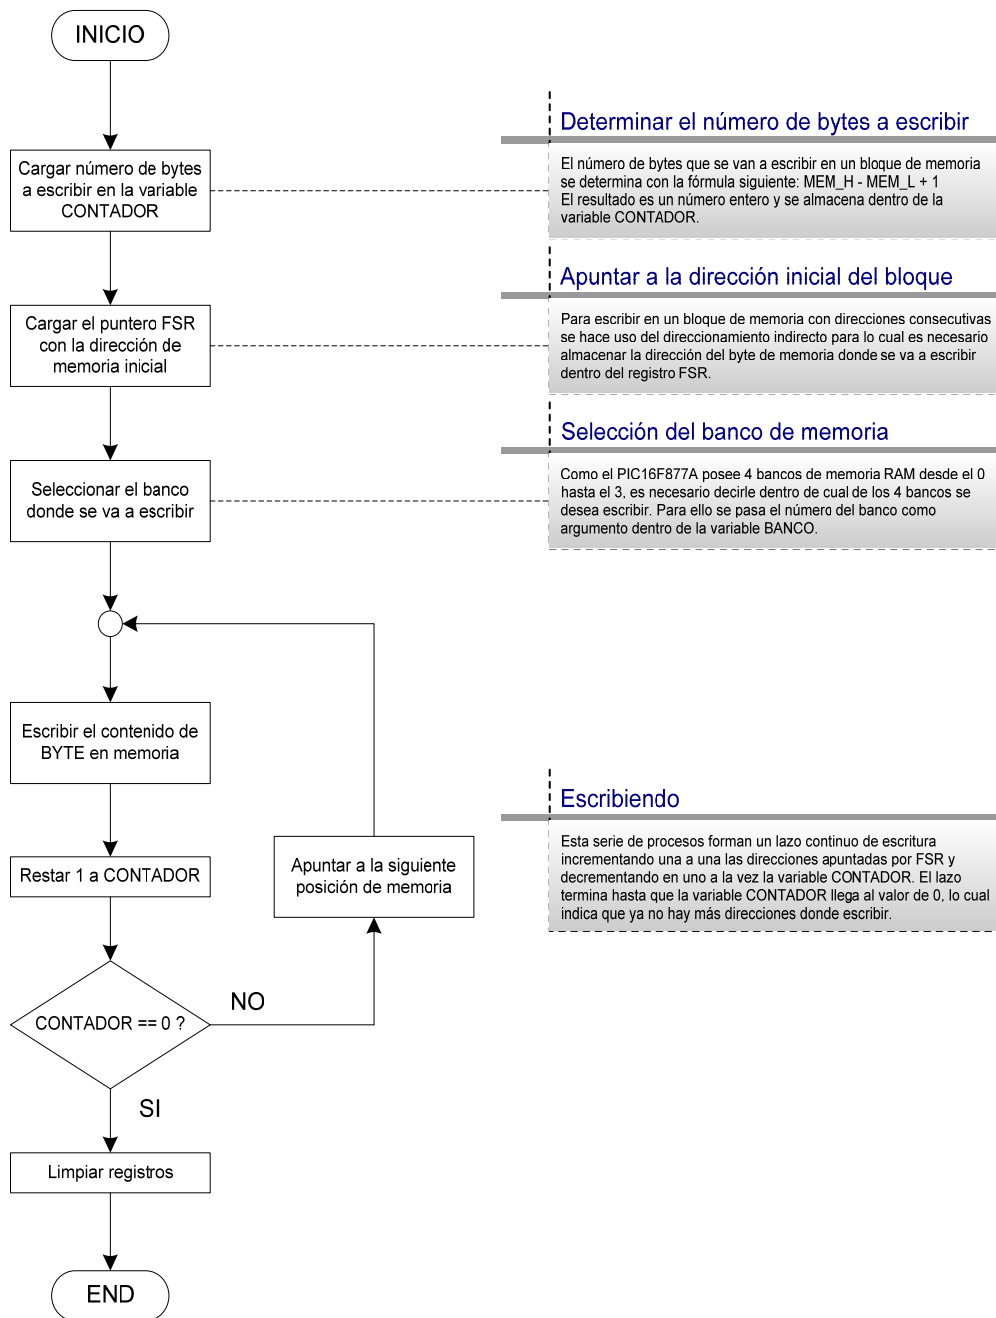 INICIO
Cargar número de bytes
a escribir en la variable
CONTADOR
Determinar el número de bytes a escribir
El número de bytes que se van a escribir en un bloque de memoria
se determina con la fórmula siguiente: MEM_H - MEM_L + 1
El resultado es un número entero y se almacena dentro de la
variable CONTADOR.
Cargar el puntero FSR
con la dirección de
memoria inicial
Apuntar a la dirección inicial del bloque
Para escribir en un bloque de memoria con direcciones consecutivas
se hace uso del direccionamiento indirecto para lo cual es necesario
almacenar la dirección del byte de memoria donde se va a escribir
dentro del registro FSR.
Seleccionar el banco
donde se va a escribir
Selección del banco de memoria
Como el PIC16F877A posee 4 bancos de memoria RAM desde el 0
hasta el 3, es necesario decirle dentro de cual de los 4 bancos se
desea escribir. Para ello se pasa el número del banco como
argumento dentro de la variable BANCO.
Escribir el contenido de
BYTE en memoria
Restar 1 a CONTADOR
Apuntar a la siguiente
posición de memoria
Escribiendo
Esta serie de procesos forman un lazo continuo de escritura
incrementando una a una las direcciones apuntadas por FSR y
decrementando en uno a la vez la variable CONTADOR. El lazo
termina hasta que la variable CONTADOR llega al valor de 0, lo cual
indica que ya no hay más direcciones donde escribir.
CONTADOR == 0 ?
NO
SI
Limpiar registros
END